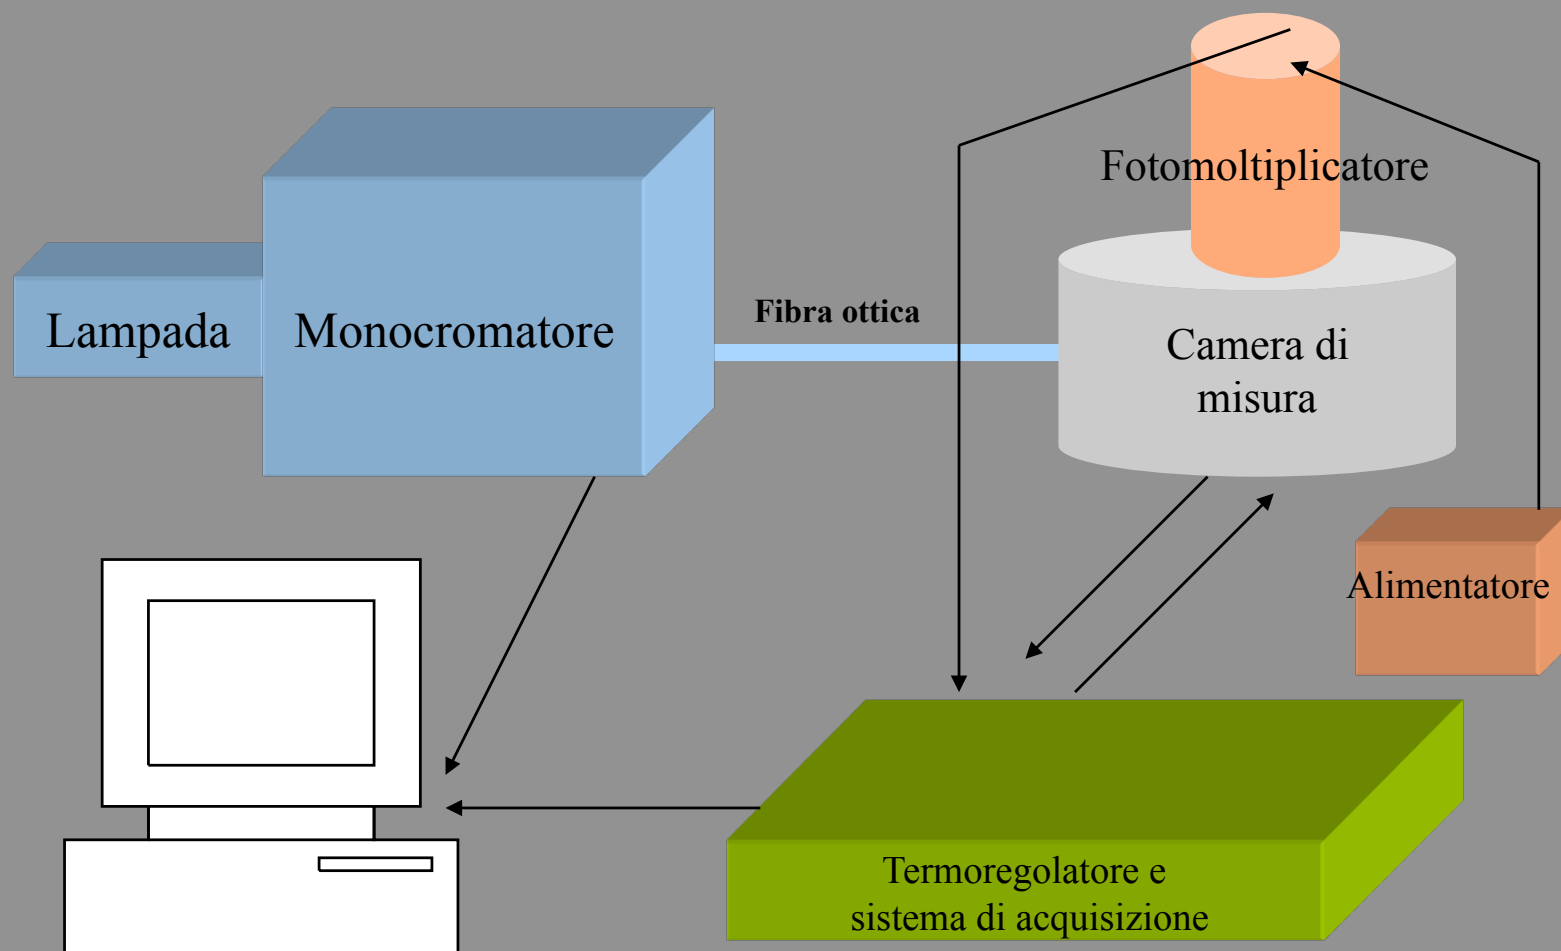 Fotomoltiplicatore
Lampada
Monocromatore
Fibra ottica
Camera di
misura
Alimentatore
Termoregolatore e
sistema di acquisizione